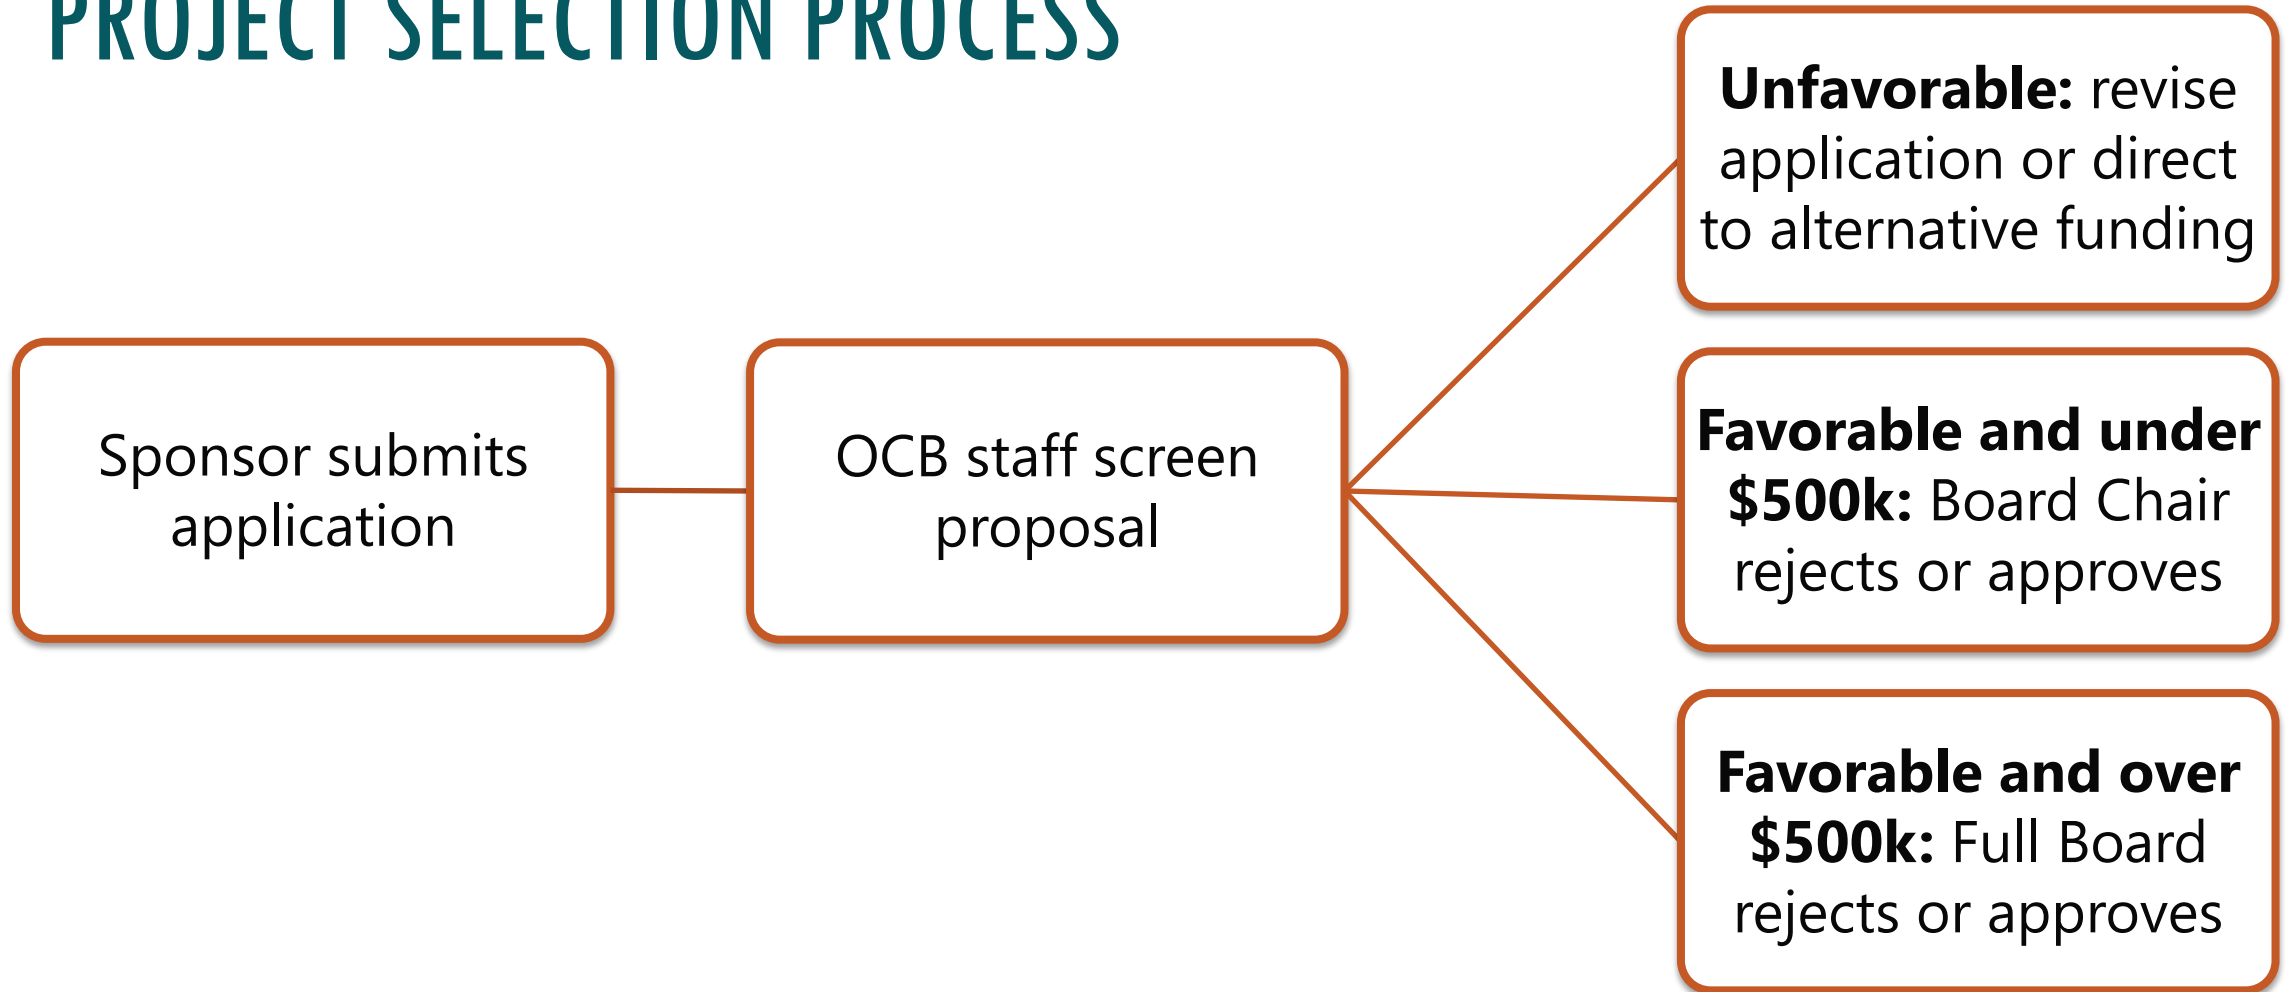 PROJECT SELECTION PROCESS
Sponsor submits
application
OCB staff screen
proposal
Unfavorable: revise
application or direct
to alternative funding
Favorable and under
$500k: Board Chair
rejects or approves
Favorable and over
$500k: Full Board
rejects or approves